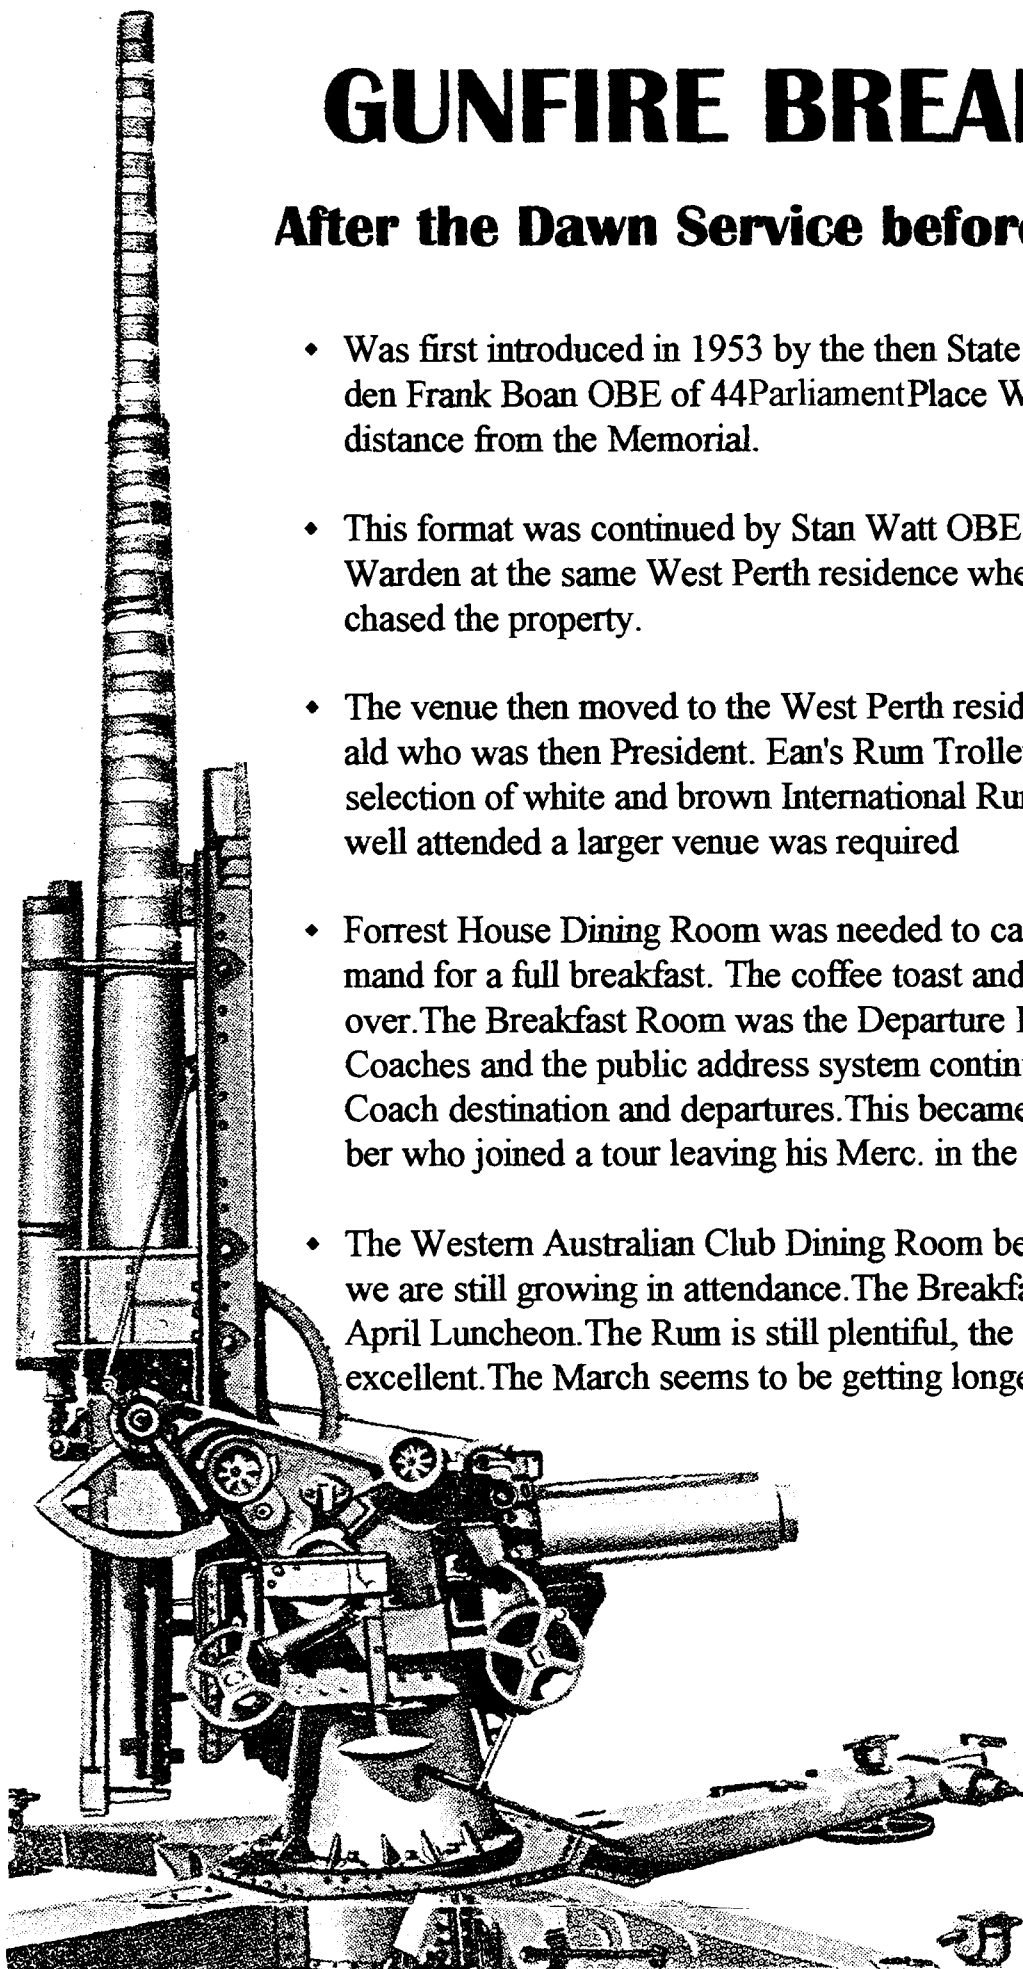 GUNFIRE BREA
After the Dawn Service before
• Was first introduced in 1953 by the then State
den Frank Boan OBE of 44ParliamentPlace W
distance from the Memorial.
• This format was continued by Stan Watt OBE
Warden at the same West Perth residence whe
chased the property.
• The venue then moved to the West Perth resid
ald who was then President. Ean's Rum Trolle
selection of white and brown International Ru
well attended a larger venue was required
• Forrest House Dining Room was needed to ca
mand for a full breakfast. The coffee toast and
over.The Breakfast Room was the Departure
Coaches and the public address system contin
Coach destination and departures.This became
ber who joined a tour leaving his Merc. in the
• The Western Australian Club Dining Room be
we are still growing in attendance.The Breakfa
April Luncheon.The Rum is still plentiful, the
excellent.The March seems to be getting longe